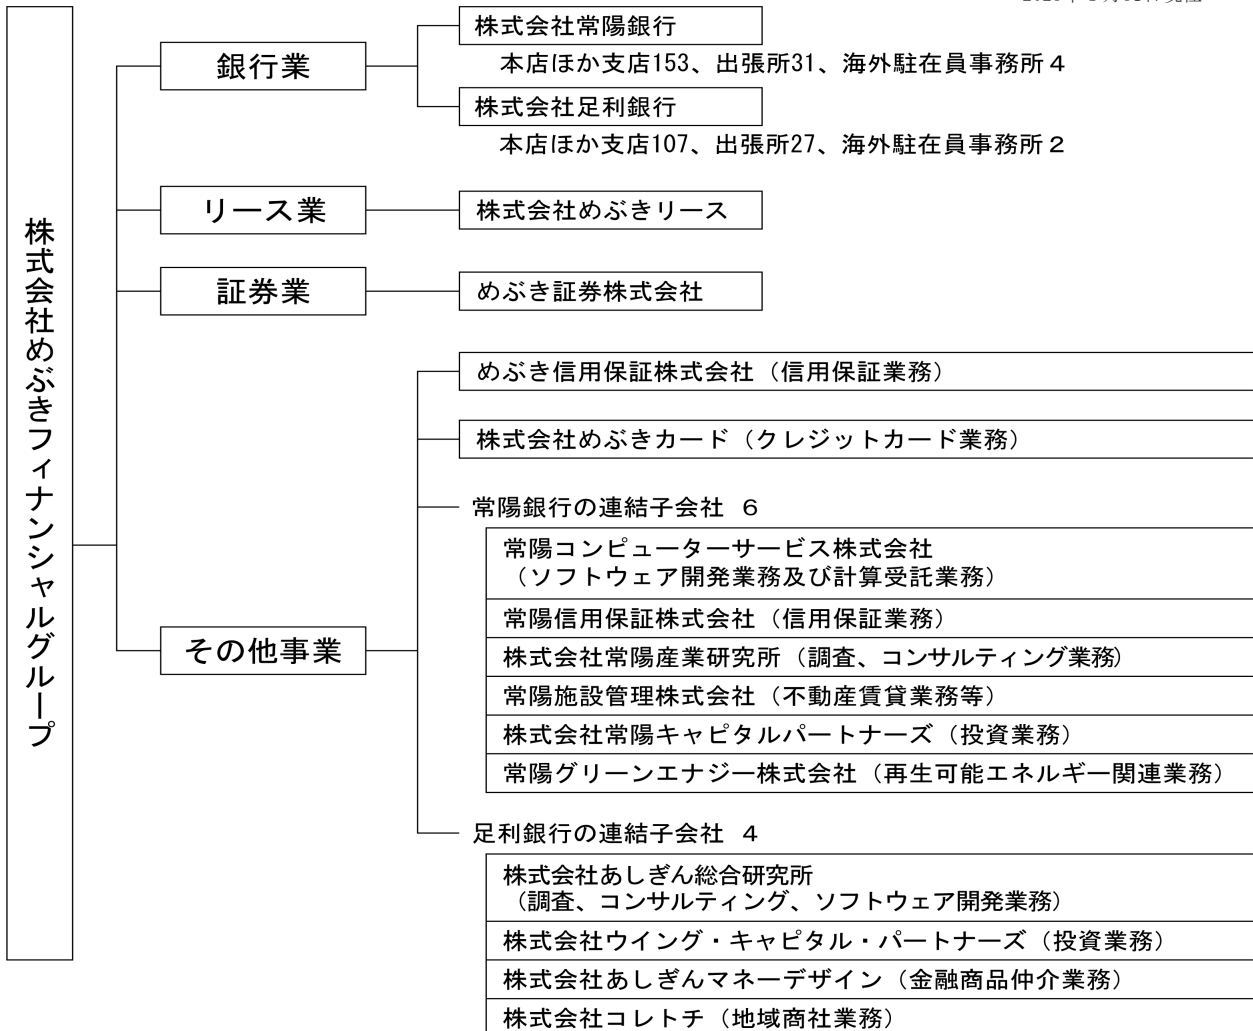 株式会社めぶきフィナンシャルグループ
銀行業
株式会社常陽銀行
本店ほか支店153、出張所31、海外駐在員事務所４
株式会社足利銀行
本店ほか支店107、出張所27、海外駐在員事務所２
リース業
株式会社めぶきリース
証券業
めぶき証券株式会社
その他事業
めぶき信用保証株式会社（信用保証業務）
株式会社めぶきカード（クレジットカード業務）
常陽銀行の連結子会社 ６
常陽コンピューターサービス株式会社
（ソフトウェア開発業務及び計算受託業務）
常陽信用保証株式会社（信用保証業務）
株式会社常陽産業研究所（調査、コンサルティング業務）
常陽施設管理株式会社（不動産賃貸業務等）
株式会社常陽キャピタルパートナーズ（投資業務）
常陽グリーンエナジー株式会社（再生可能エネルギー関連業務）
足利銀行の連結子会社 ４
株式会社あしぎん総合研究所
（調査、コンサルティング、ソフトウェア開発業務）
株式会社ウイング・キャピタル・パートナーズ（投資業務）
株式会社あしぎんマネーデザイン（金融商品仲介業務）
株式会社コレトチ（地域商社業務）